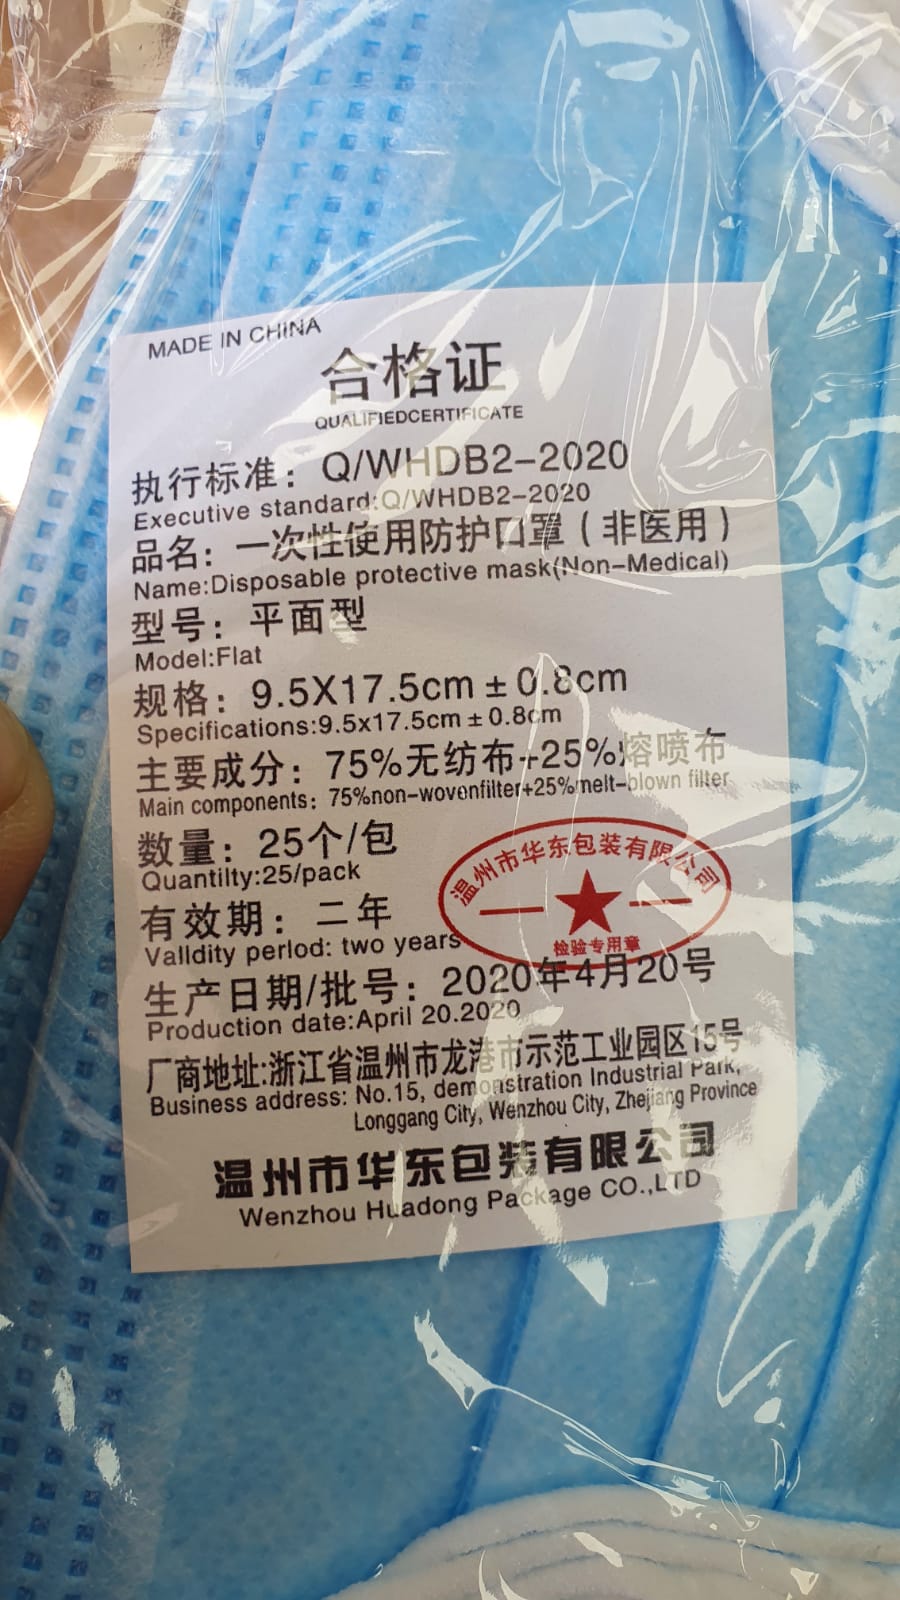 MADE IN CHINA
合格证
QUALIFIEDCERTIFICATE
执行标准：Q/WHDB2-2020
Executive standard:Q/WHDB2-2020
品名：一次性使用防护口罩（非医用）
Name:Disposable protective mask(Non-Medical)
型号：平面型
Model:Flat
规格：9.5X17.5cm±0.8cm
Specifications:9.5x17.5cm±0.8cm
主要成分：75%无纺布+25%熔喷布
Main components：75%non-wovenfilter+25%melt-blown filter
数量：25个/包
Quantilty:25/pack
温州市华东包装有限公司
检验专用章
有效期：二年
Valldity period: two years
生产日期/批号：2020年4月20号
Production date:April 20.2020
厂商地址:浙江省温州市龙港市示范工业园区15号
Business address: No.15, demonstration Industrial Park,
Longgang City, Wenzhou City, Zhejiang Province
温州市华东包装有限公司
Wenzhou Huadong Package CO.,LTD